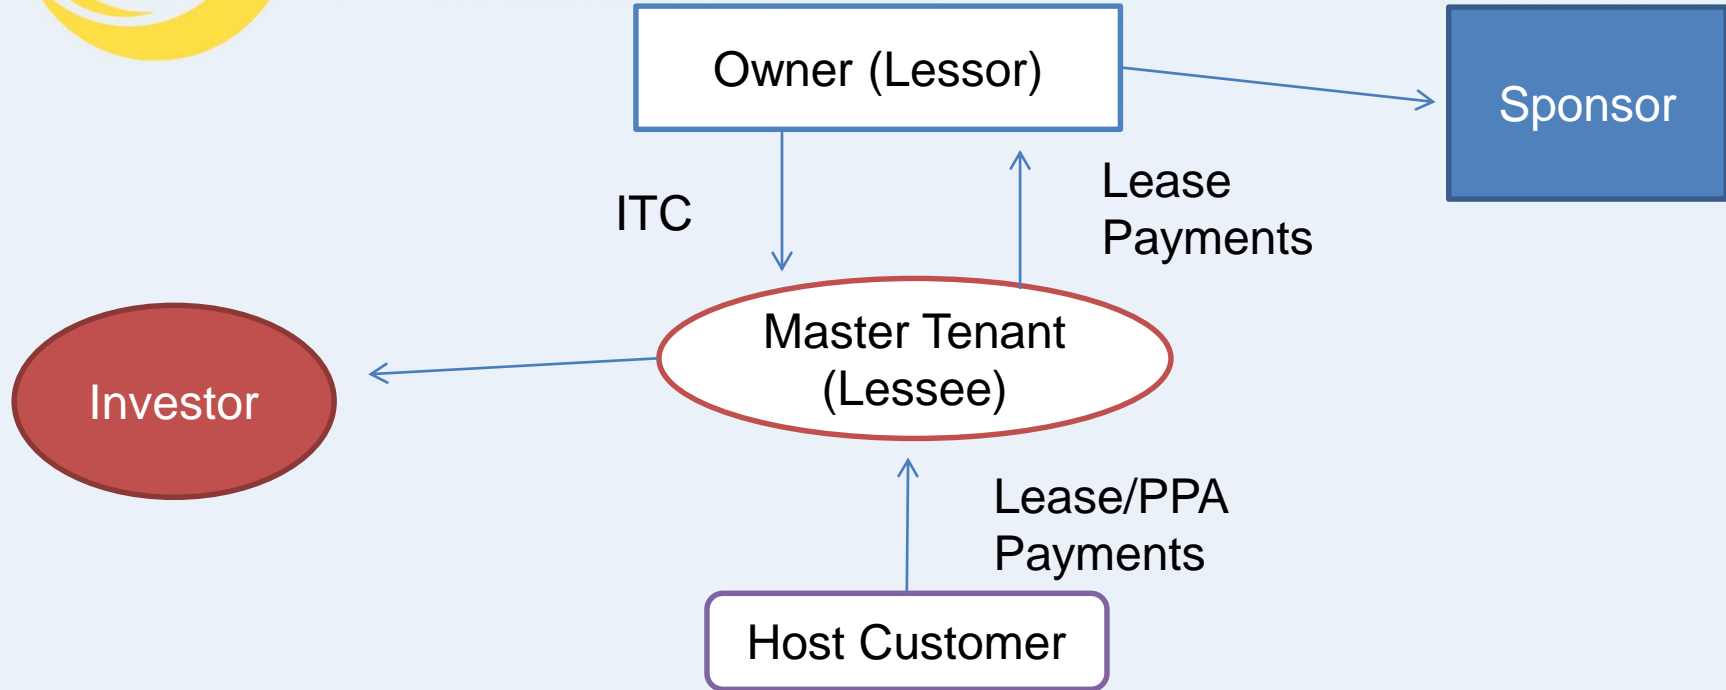 Owner (Lessor)
Sponsor
ITC
Lease
Payments
Master Tenant
(Lessee)
Investor
Lease/PPA
Payments
Host Customer